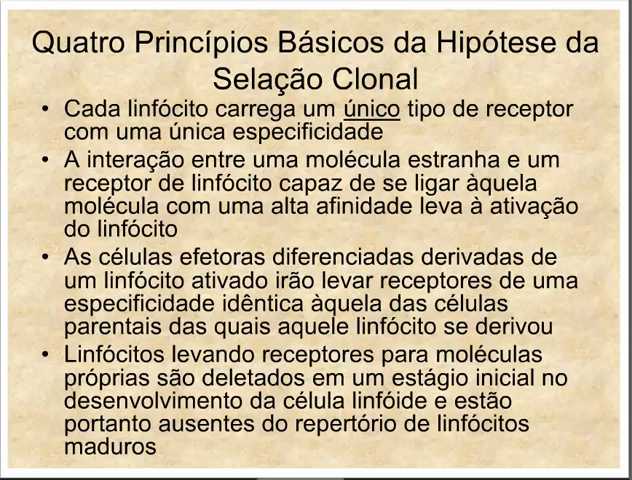 Quatro Princípios Básicos da Hipótese da
Selação Clonal
• Cada linfócito carrega um único tipo de receptor
com uma única especificidade
• A interação entre uma molécula estranha e um
receptor de linfócito capaz de se ligar àquela
molécula com uma alta afinidade leva à ativação
do linfócito
• As células efetoras diferenciadas derivadas de
um linfócito ativado irão levar receptores de uma
especificidade idêntica àquela das células
parentais das quais aquele linfócito se derivou
• Linfócitos levando receptores para moléculas
próprias são deletados em um estágio inicial no
desenvolvimento da célula linfóide e estão
portanto ausentes do repertório de linfócitos
maduros